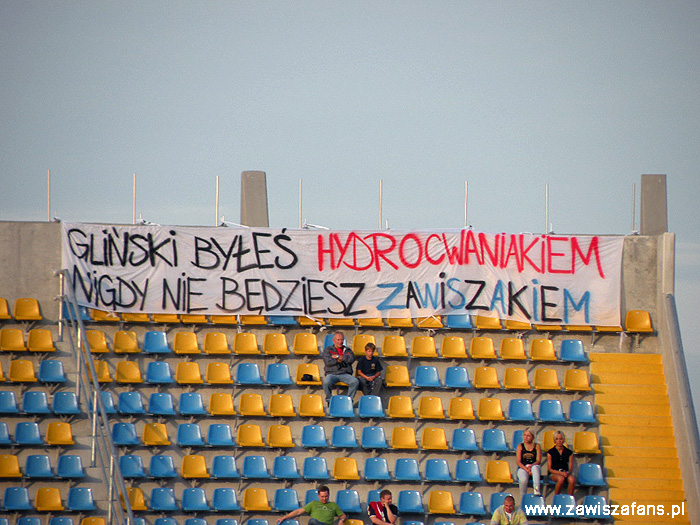 GLIŃSKI BYŁEŚ HYDROCWANIAKIEM
NIGDY NIE BĘDZIESZ ZAWISZAKIEM
www.zawiszafans.pl